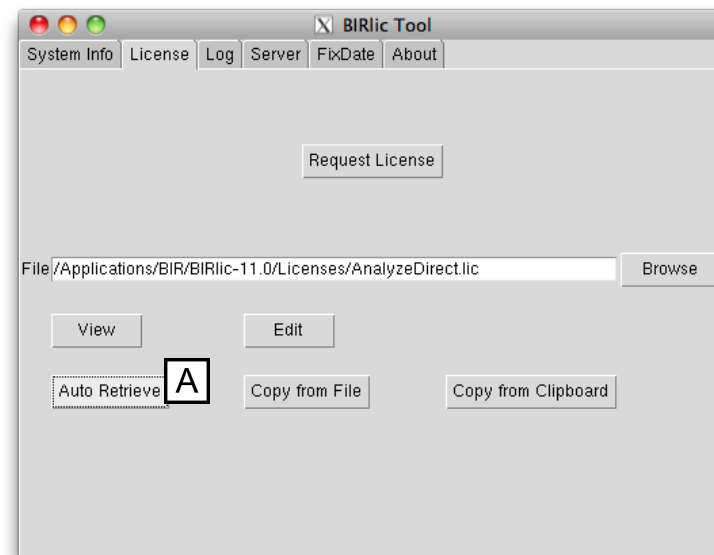 BIRlic Tool
System Info License Log Server FixDate About
Request License
File /Applications/BIR/BIRlic-11.0/Licenses/AnalyzeDirect.lic Browse
View Edit
Auto Retrieve A Copy from File Copy from Clipboard